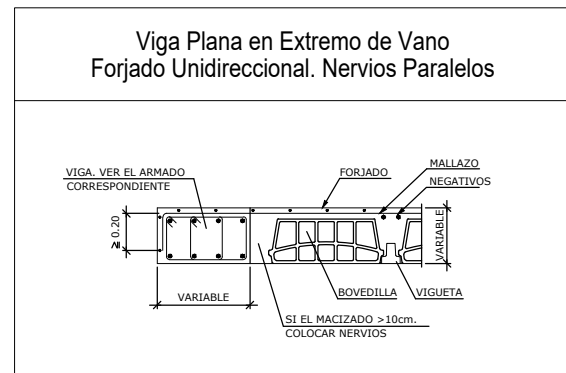 Viga Plana en Extremo de Vano
Forjado Unidireccional. Nervios Paralelos
VIGA. VER EL ARMADO
CORRESPONDIENTE
FORJADO
MALLAZO
NEGATIVOS
≧ 0.20
VARIABLE
VARIABLE
BOVEDILLA
VIGUETA
SI EL MACIZADO >10cm.
COLOCAR NERVIOS